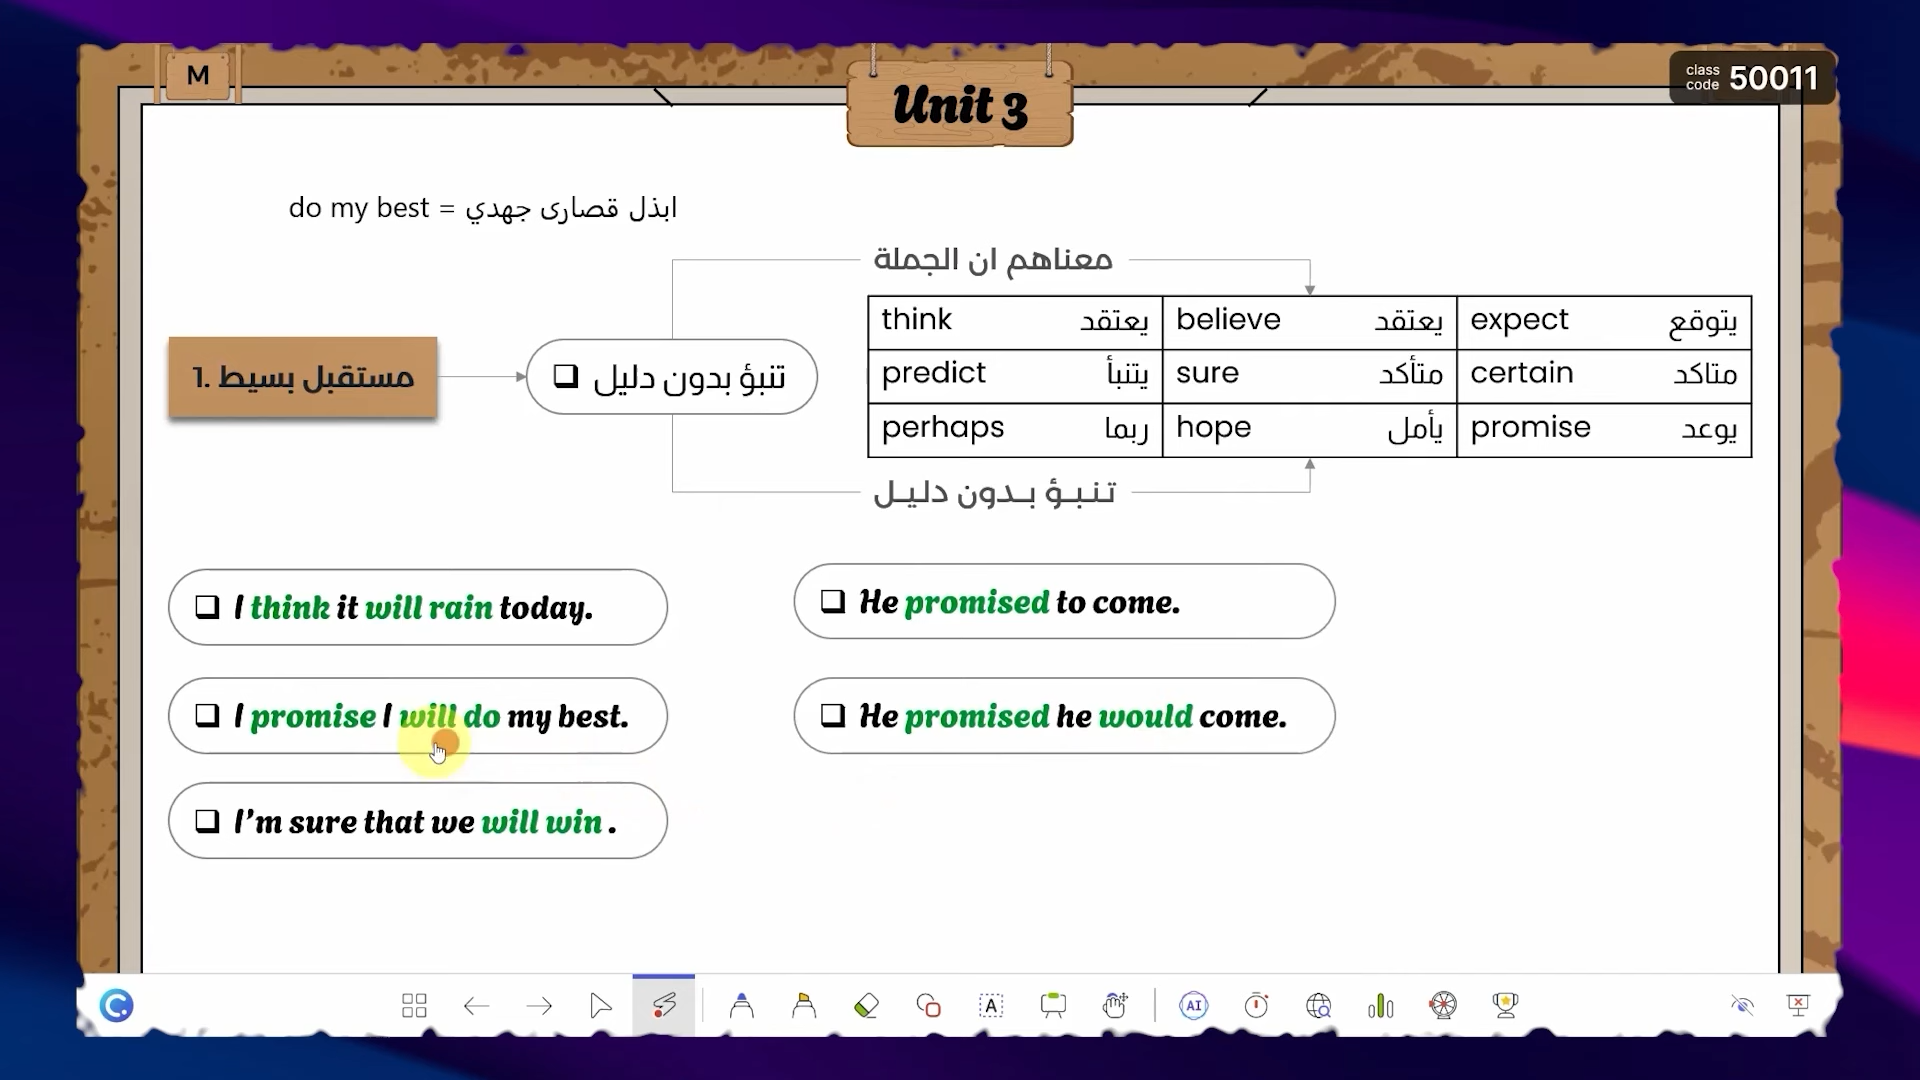 M
Unit 3
class code 50011
do my best = ابذل قصارى جهدي
معناهم ان الجملة
think يعتقد believe يعتقد expect يتوقع
1. مستقبل بسيط
تنبؤ بدون دليل
predict يتنبأ sure متأكد certain متاكد
perhaps ربما hope يأمل promise يوعد
تنبؤ بدون دليل
I think it will rain today.
He promised to come.
I promise I will do my best.
He promised he would come.
I'm sure that we will win .
A
AI